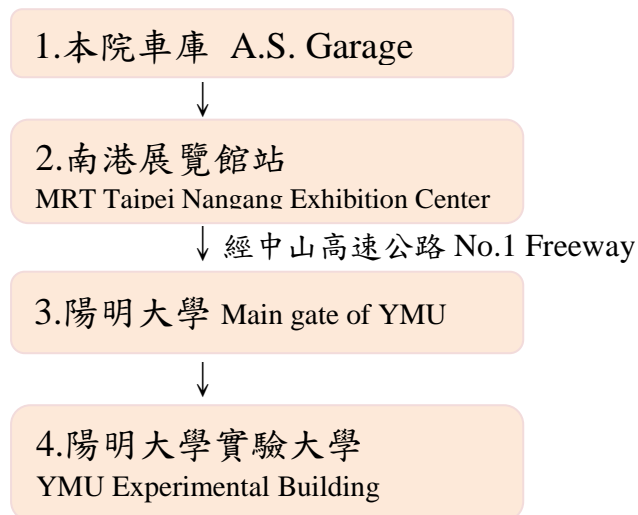 1.本院車庫 A.S. Garage
2.南港展覽館站
MRT Taipei Nangang Exhibition Center
經中山高速公路 No.1 Freeway
3.陽明大學 Main gate of YMU
4.陽明大學實驗大學
YMU Experimental Building